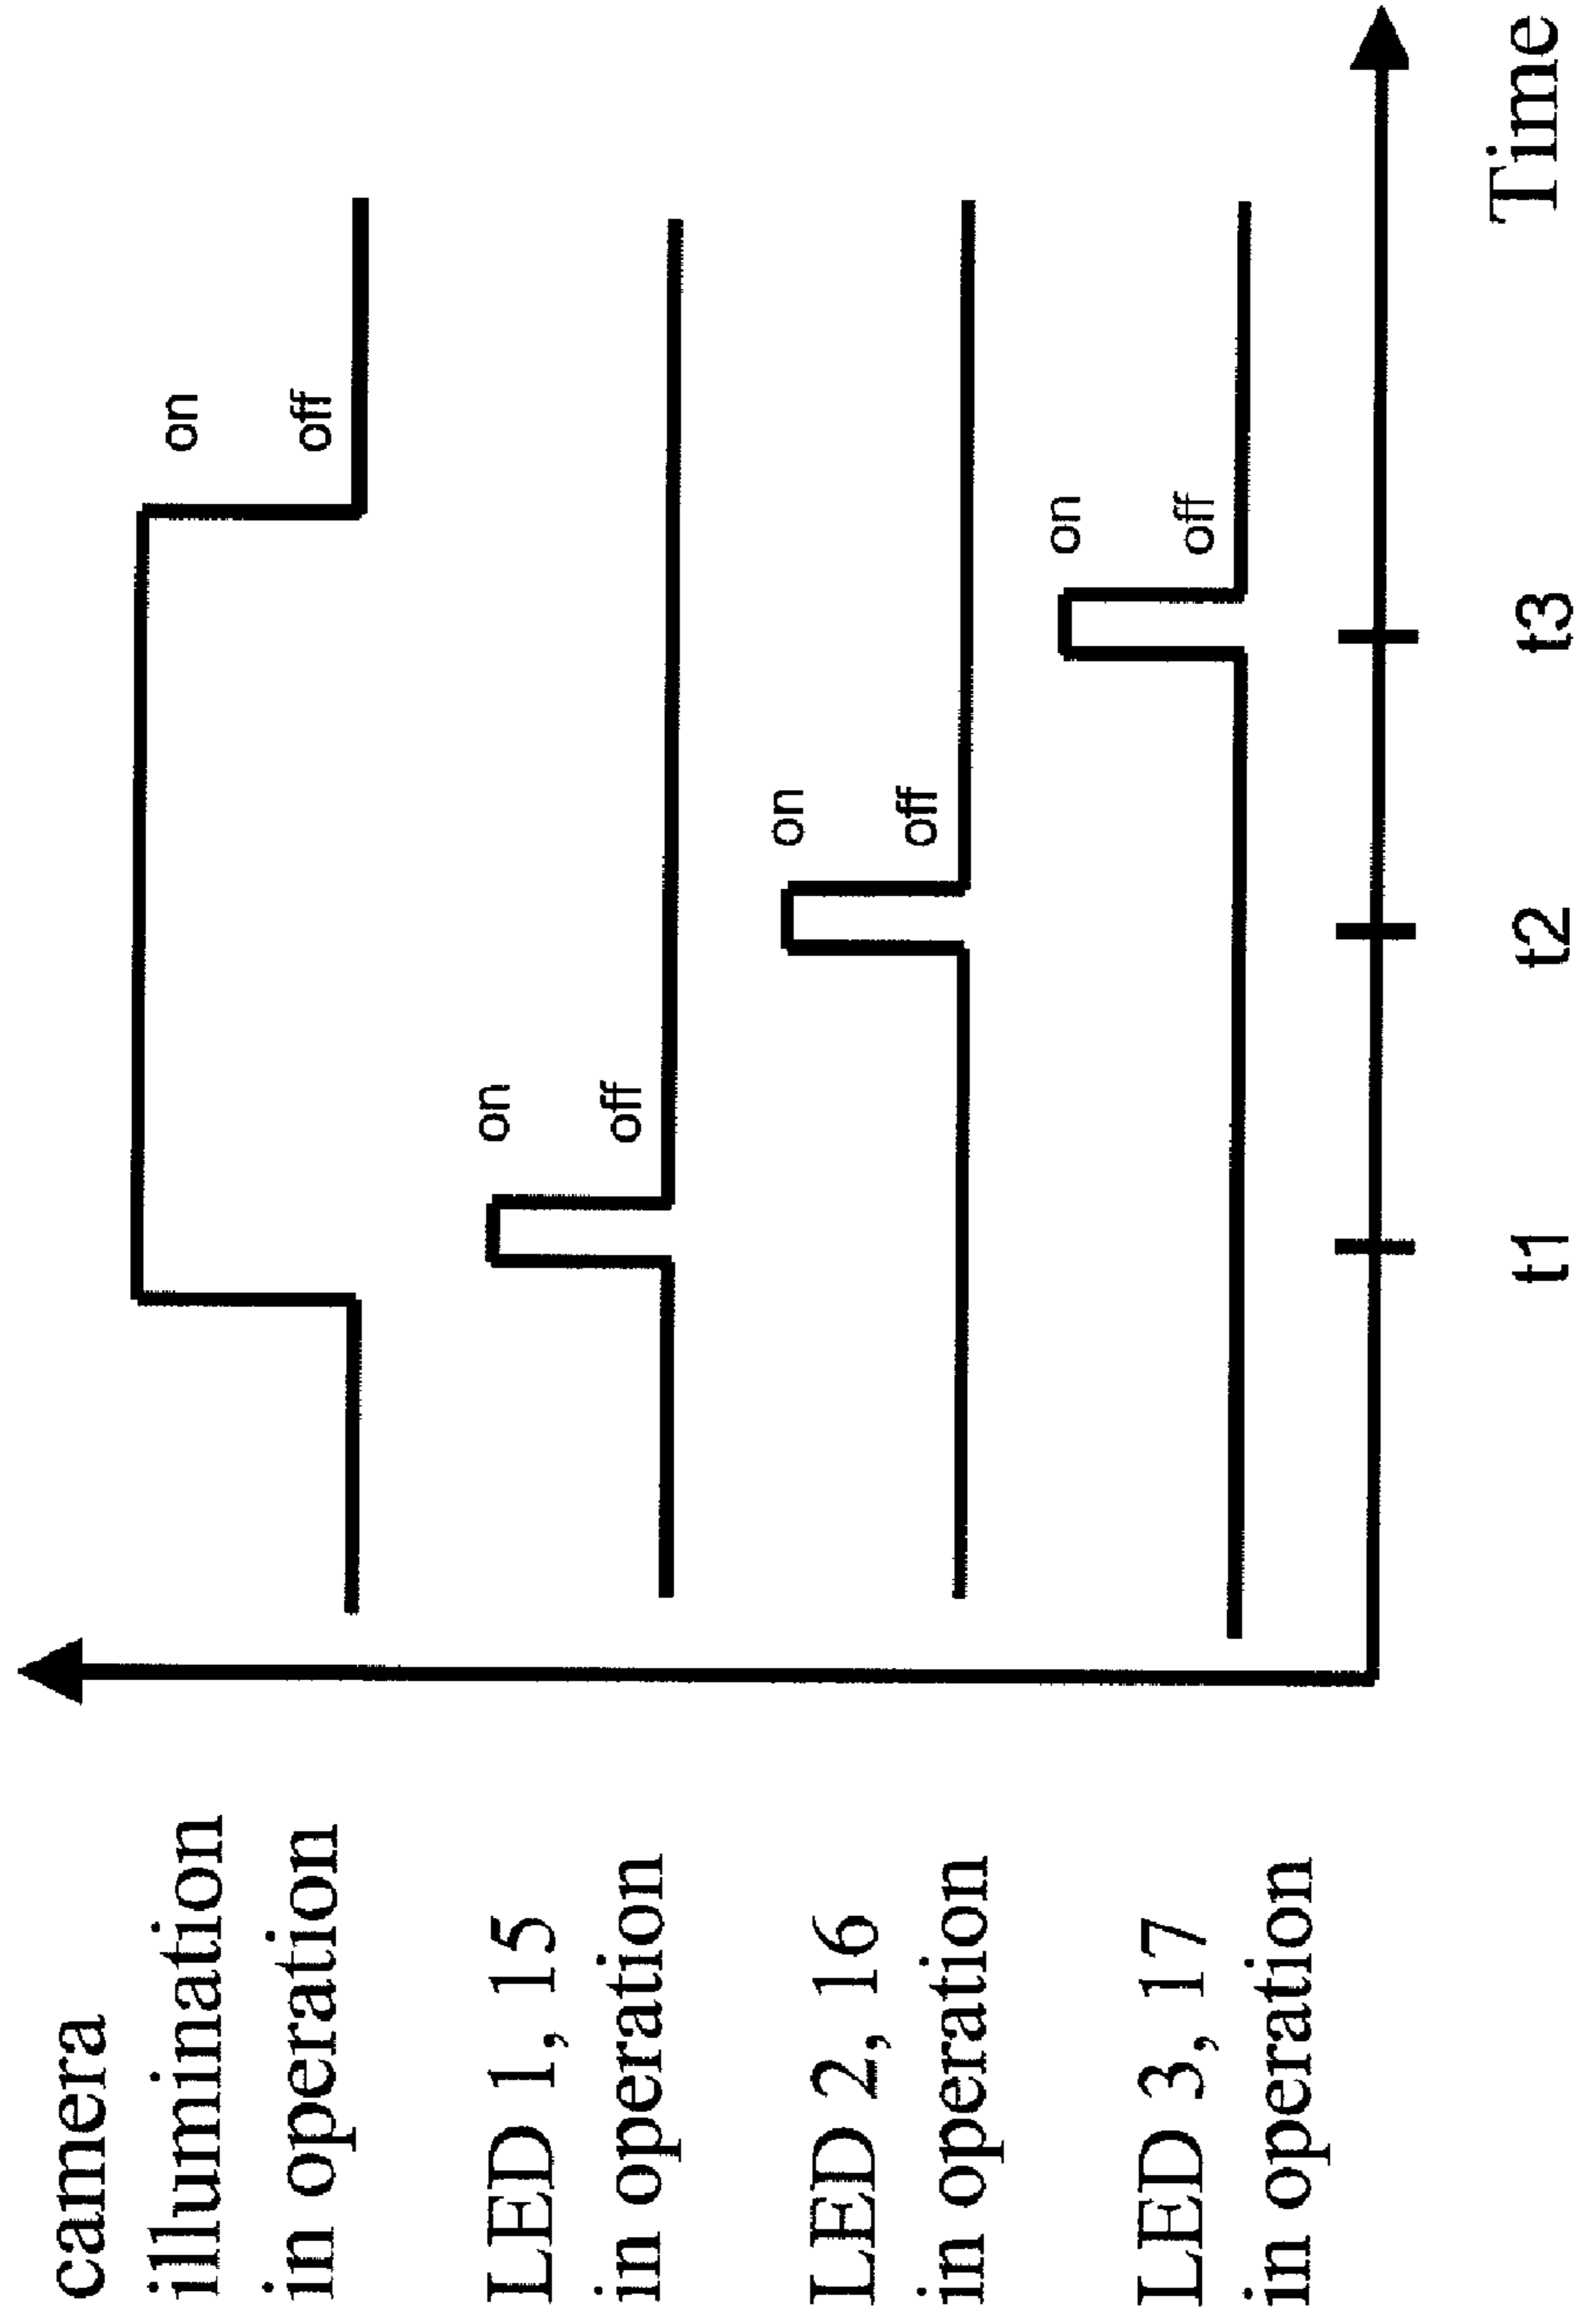 camera
illumination
in operation
on
off
LED 1, 15
in operation
on
off
LED 2, 16
in operation
on
off
LED 3, 17
in operation
on
off
t1
t2
t3
Time